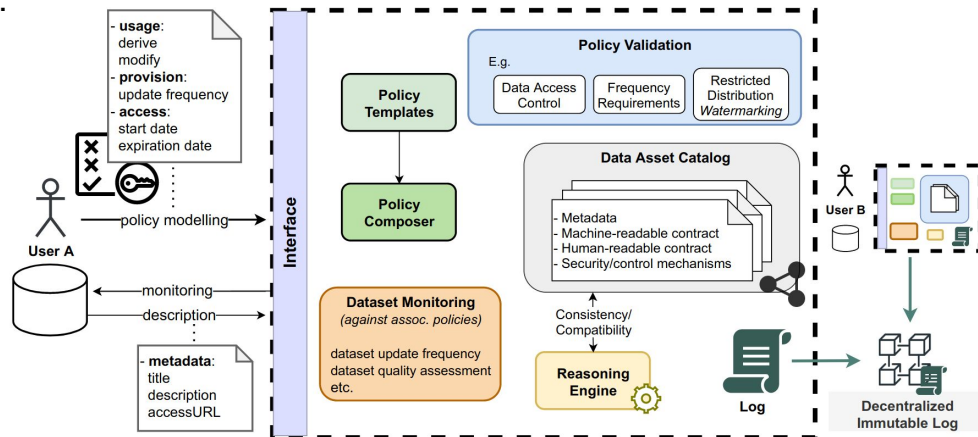 - usage:
derive
modify
- provision:
update frequency
- access:
start date
expiration date
User A
policy modelling
monitoring
description
- metadata:
title
description
accessURL
Interface
Policy
Templates
Policy
Composer
Dataset Monitoring
(against assoc. policies)
dataset update frequency
dataset quality assessment
etc.
Policy Validation
E.g.
Data Access
Control
Frequency
Requirements
Restricted
Distribution
Watermarking
Data Asset Catalog
- Metadata
- Machine-readable contract
- Human-readable contract
- Security/control mechanisms
Consistency/
Compatibility
Reasoning
Engine
Log
User B
Decentralized
Immutable Log